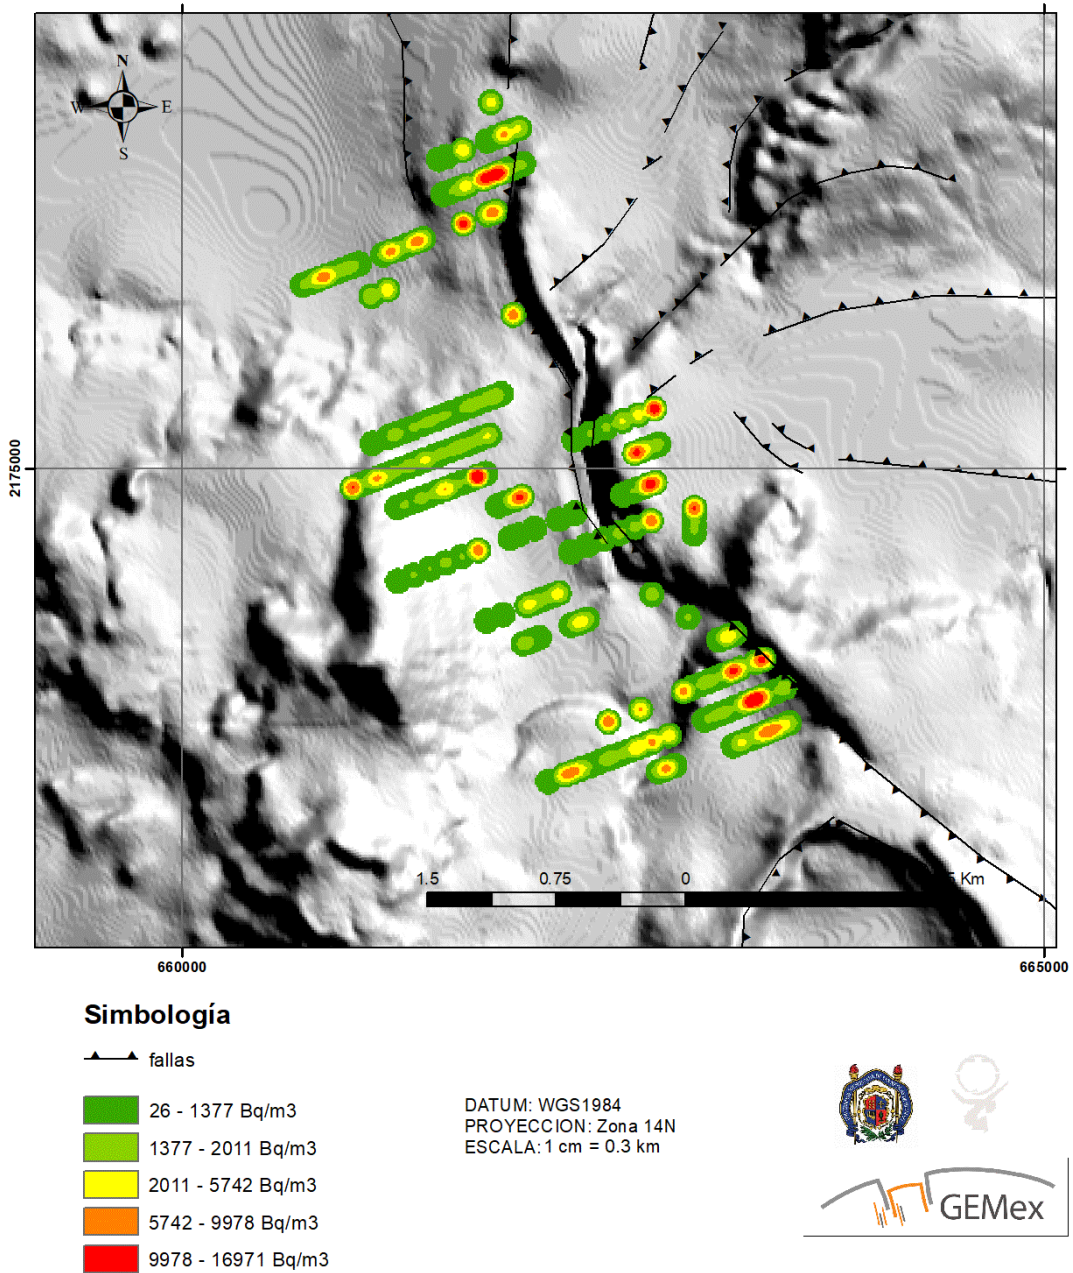 N
W E
S
2175000
1.5 0.75 0 Km
660000 665000
Simbología
fallas
26 - 1377 Bq/m3
1377 - 2011 Bq/m3
2011 - 5742 Bq/m3
5742 - 9978 Bq/m3
9978 - 16971 Bq/m3
DATUM: WGS1984
PROYECCION: Zona 14N
ESCALA: 1 cm = 0.3 km
GEMex